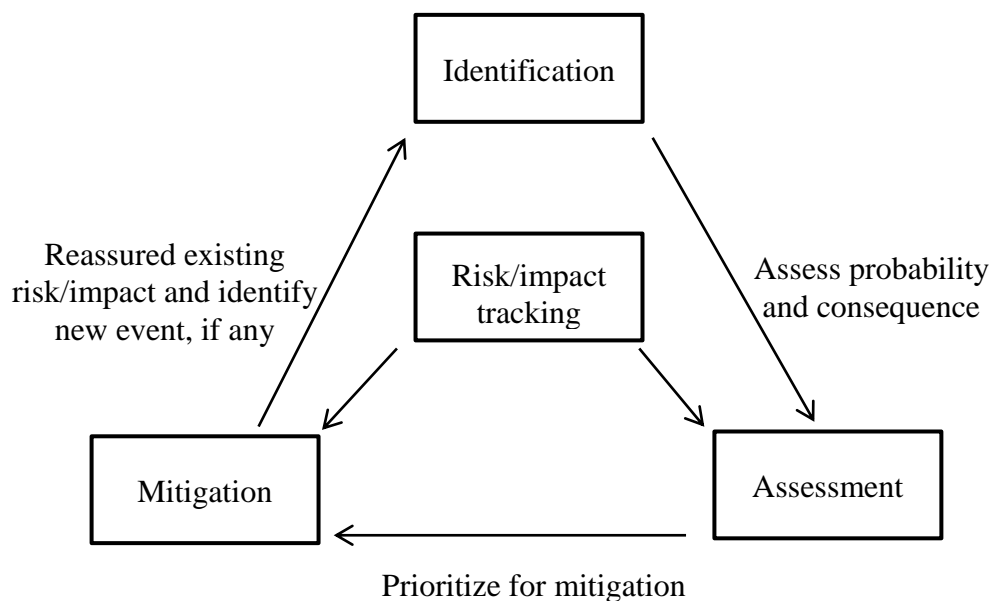 Identification
Reassured existing
risk/impact and identify
new event, if any
Risk/impact
tracking
Assess probability
and consequence
Mitigation
Assessment
Prioritize for mitigation